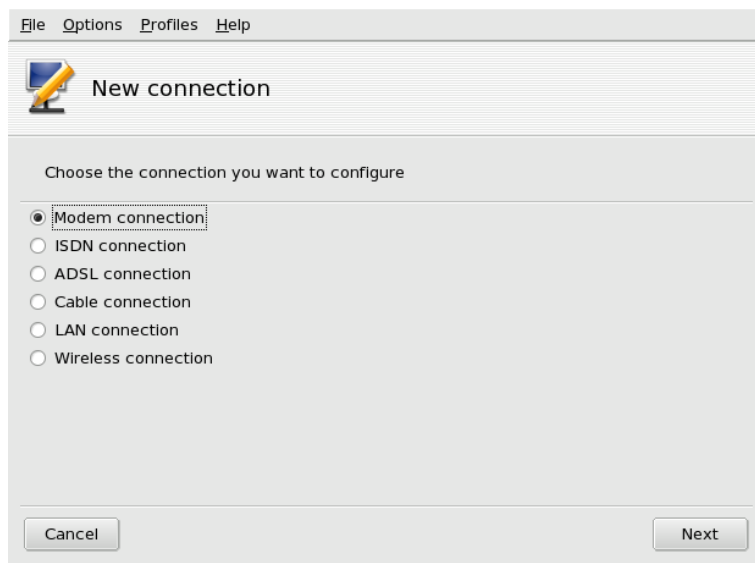 File Options Profiles Help
New connection
Choose the connection you want to configure
Modem connection
ISDN connection
ADSL connection
Cable connection
LAN connection
Wireless connection
Cancel Next